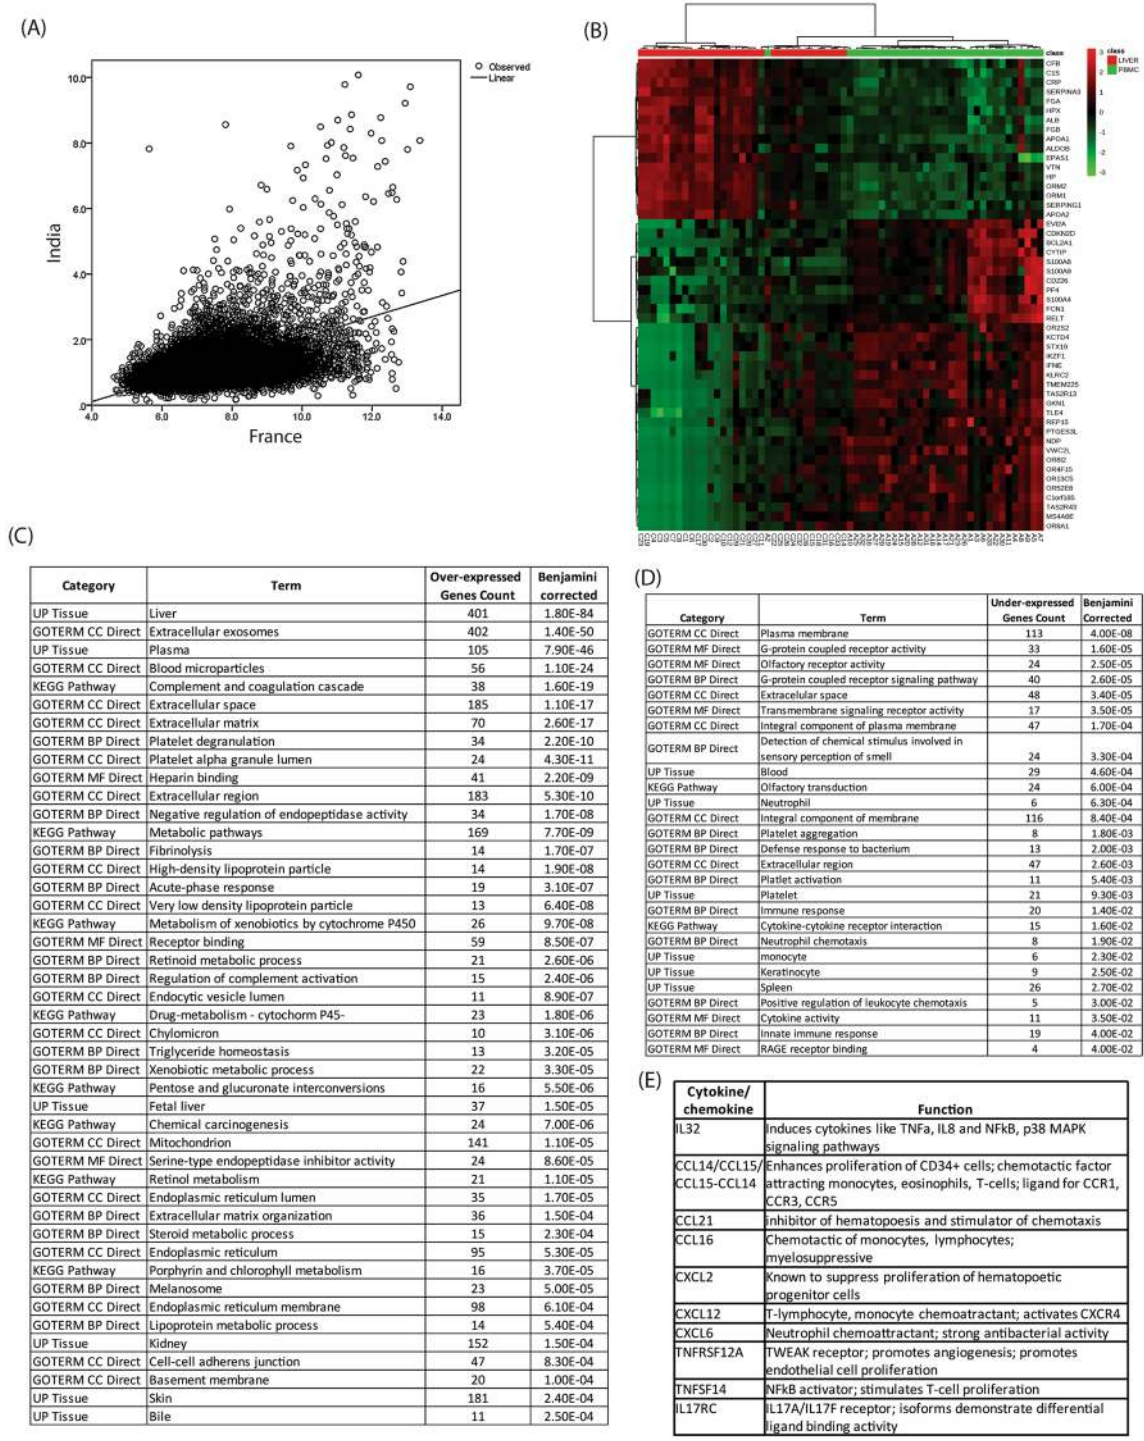 (A)
Observed
Linear
10.0
8.0
6.0
4.0
2.0
.0
India
4.0 6.0 8.0 10.0 12.0 14.0
France
(B)
class
CFB
C1S
CRP
SERPINA3
FGA
HPX
ALB
FGB
APOA1
ALDOB
EPAS1
VTN
HP
ORM2
ORM1
SERPING1
APOA2
EVI2A
CDKN2D
BCL2A1
CYTIP
S100A8
S100A9
CD226
PF4
S100A4
FCN1
RELT
OR2S2
KCTD4
STX19
IKZF1
IFNE
KLRC2
TMEM225
TAS2R13
GKN1
TLE4
REP15
PTGES3L
NDP
VWC2L
OR8I2
OR4F15
OR13C5
OR52E8
C1orf185
TAS2R43
MS4A6E
OR6A1
3
2
1
0
-1
-2
-3
class
LIVER
PBMC
(C)
Category Term Over-expressed Genes Count Benjamini corrected
UP Tissue Liver 401 1.80E-84
GOTERM CC Direct Extracellular exosomes 402 1.40E-50
UP Tissue Plasma 105 7.90E-46
GOTERM CC Direct Blood microparticles 56 1.10E-24
KEGG Pathway Complement and coagulation cascade 38 1.60E-19
GOTERM CC Direct Extracellular space 185 1.10E-17
GOTERM CC Direct Extracellular matrix 70 2.60E-17
GOTERM BP Direct Platelet degranulation 34 2.20E-10
GOTERM CC Direct Platelet alpha granule lumen 24 4.30E-11
GOTERM MF Direct Heparin binding 41 2.20E-09
GOTERM CC Direct Extracellular region 183 5.30E-10
GOTERM BP Direct Negative regulation of endopeptidase activity 34 1.70E-08
KEGG Pathway Metabolic pathways 169 7.70E-09
GOTERM BP Direct Fibrinolysis 14 1.70E-07
GOTERM CC Direct High-density lipoprotein particle 14 1.90E-08
GOTERM BP Direct Acute-phase response 19 3.10E-07
GOTERM CC Direct Very low density lipoprotein particle 13 6.40E-08
KEGG Pathway Metabolism of xenobiotics by cytochrome P450 26 9.70E-08
GOTERM MF Direct Receptor binding 59 8.50E-07
GOTERM BP Direct Retinoid metabolic process 21 2.60E-06
GOTERM BP Direct Regulation of complement activation 15 2.40E-06
GOTERM CC Direct Endocytic vesicle lumen 11 8.90E-07
KEGG Pathway Drug-metabolism - cytochorm P45- 23 1.80E-06
GOTERM CC Direct Chylomicron 10 3.10E-06
GOTERM BP Direct Triglyceride homeostasis 13 3.20E-05
GOTERM BP Direct Xenobiotic metabolic process 22 3.30E-05
KEGG Pathway Pentose and glucuronate interconversions 16 5.50E-06
UP Tissue Fetal liver 37 1.50E-05
KEGG Pathway Chemical carcinogenesis 24 7.00E-06
GOTERM CC Direct Mitochondrion 141 1.10E-05
GOTERM MF Direct Serine-type endopeptidase inhibitor activity 24 8.60E-05
KEGG Pathway Retinol metabolism 21 1.10E-05
GOTERM CC Direct Endoplasmic reticulum lumen 35 1.70E-05
GOTERM BP Direct Extracellular matrix organization 36 1.50E-04
GOTERM BP Direct Steroid metabolic process 15 2.30E-04
GOTERM CC Direct Endoplasmic reticulum 95 5.30E-05
KEGG Pathway Porphyrin and chlorophyll metabolism 16 3.70E-05
GOTERM BP Direct Melanosome 23 5.00E-05
GOTERM CC Direct Endoplasmic reticulum membrane 98 6.10E-04
GOTERM BP Direct Lipoprotein metabolic process 14 5.40E-04
UP Tissue Kidney 152 1.50E-04
GOTERM CC Direct Cell-cell adherens junction 47 8.30E-04
GOTERM CC Direct Basement membrane 20 1.00E-04
UP Tissue Skin 181 2.40E-04
UP Tissue Bile 11 2.50E-04
(D)
Category Term Under-expressed Genes Count Benjamini Corrected
GOTERM CC Direct Plasma membrane 113 4.00E-08
GOTERM MF Direct G-protein coupled receptor activity 33 1.60E-05
GOTERM MF Direct Olfactory receptor activity 24 2.50E-05
GOTERM BP Direct G-protein coupled receptor signaling pathway 40 2.60E-05
GOTERM CC Direct Extracelular space 48 3.40E-05
GOTERM MF Direct Transmembrane signaling receptor activity 17 3.50E-05
GOTERM CC Direct Integral component of plasma membrane 47 1.70E-04
GOTERM BP Direct Detection of chemical stimulus involved in
sensory perception of smell 24 3.30E-04
UP Tissue Blood 29 4.60E-04
KEGG Pathway Olfactory transduction 24 6.00E-04
UP Tissue Neutrophil 6 6.30E-04
GOTERM CC Direct Integral component of membrane 116 8.40E-04
GOTERM BP Direct Platelet aggregation 8 1.80E-03
GOTERM BP Direct Defense response to bacterium 13 2.00E-03
GOTERM CC Direct Extracellular region 47 2.60E-03
GOTERM BP Direct Platlet activation 11 5.40E-03
UP Tissue Platelet 21 9.30E-03
GOTERM BP Direct Immune response 20 1.40E-02
KEGG Pathway Cytokine-cytokine receptor interaction 15 1.60E-02
GOTERM BP Direct Neutrophil chemotaxis 8 1.90E-02
UP Tissue monocyte 6 2.30E-02
UP Tissue Keratinocyte 9 2.50E-02
UP Tissue Spleen 26 2.70E-02
GOTERM BP Direct Positive regulation of leukocyte chemotaxis 5 3.00E-02
GOTERM MF Direct Cytokine activity 11 3.50E-02
GOTERM BP Direct Innate immune response 19 4.00E-02
GOTERM MF Direct RAGE receptor binding 4 4.00E-02
(E)
Cytokine/
chemokine Function
IL32 Induces cytokines like TNFa, IL8 and NFkB, p38 MAPK
signaling pathways
CCL14/CCL15/ Enhances proliferation of CD34+ cells; chemotactic factor
CCL15-CCL14 attracting monocytes, eosinophils, T-cells; ligand for CCR1,
CCR3, CCR5
CCL21 inhibitor of hematopoesis and stimulator of chemotaxis
CCL16 Chemotactic of monocytes, lymphocytes;
myelosuppressive
CXCL2 Known to suppress proliferation of hematopoetic
progenitor cells
CXCL12 T-lymphocyte, monocyte chemoatractant; activates CXCR4
CXCL6 Neutrophil chemoattractant; strong antibacterial activity
TNFRSF12A TWEAK receptor; promotes angiogenesis; promotes
endothelial cell proliferation
TNFSF14 NFkB activator; stimulates T-cell proliferation
IL17RC IL17A/IL17F receptor; isoforms demonstrate differential
ligand binding activity